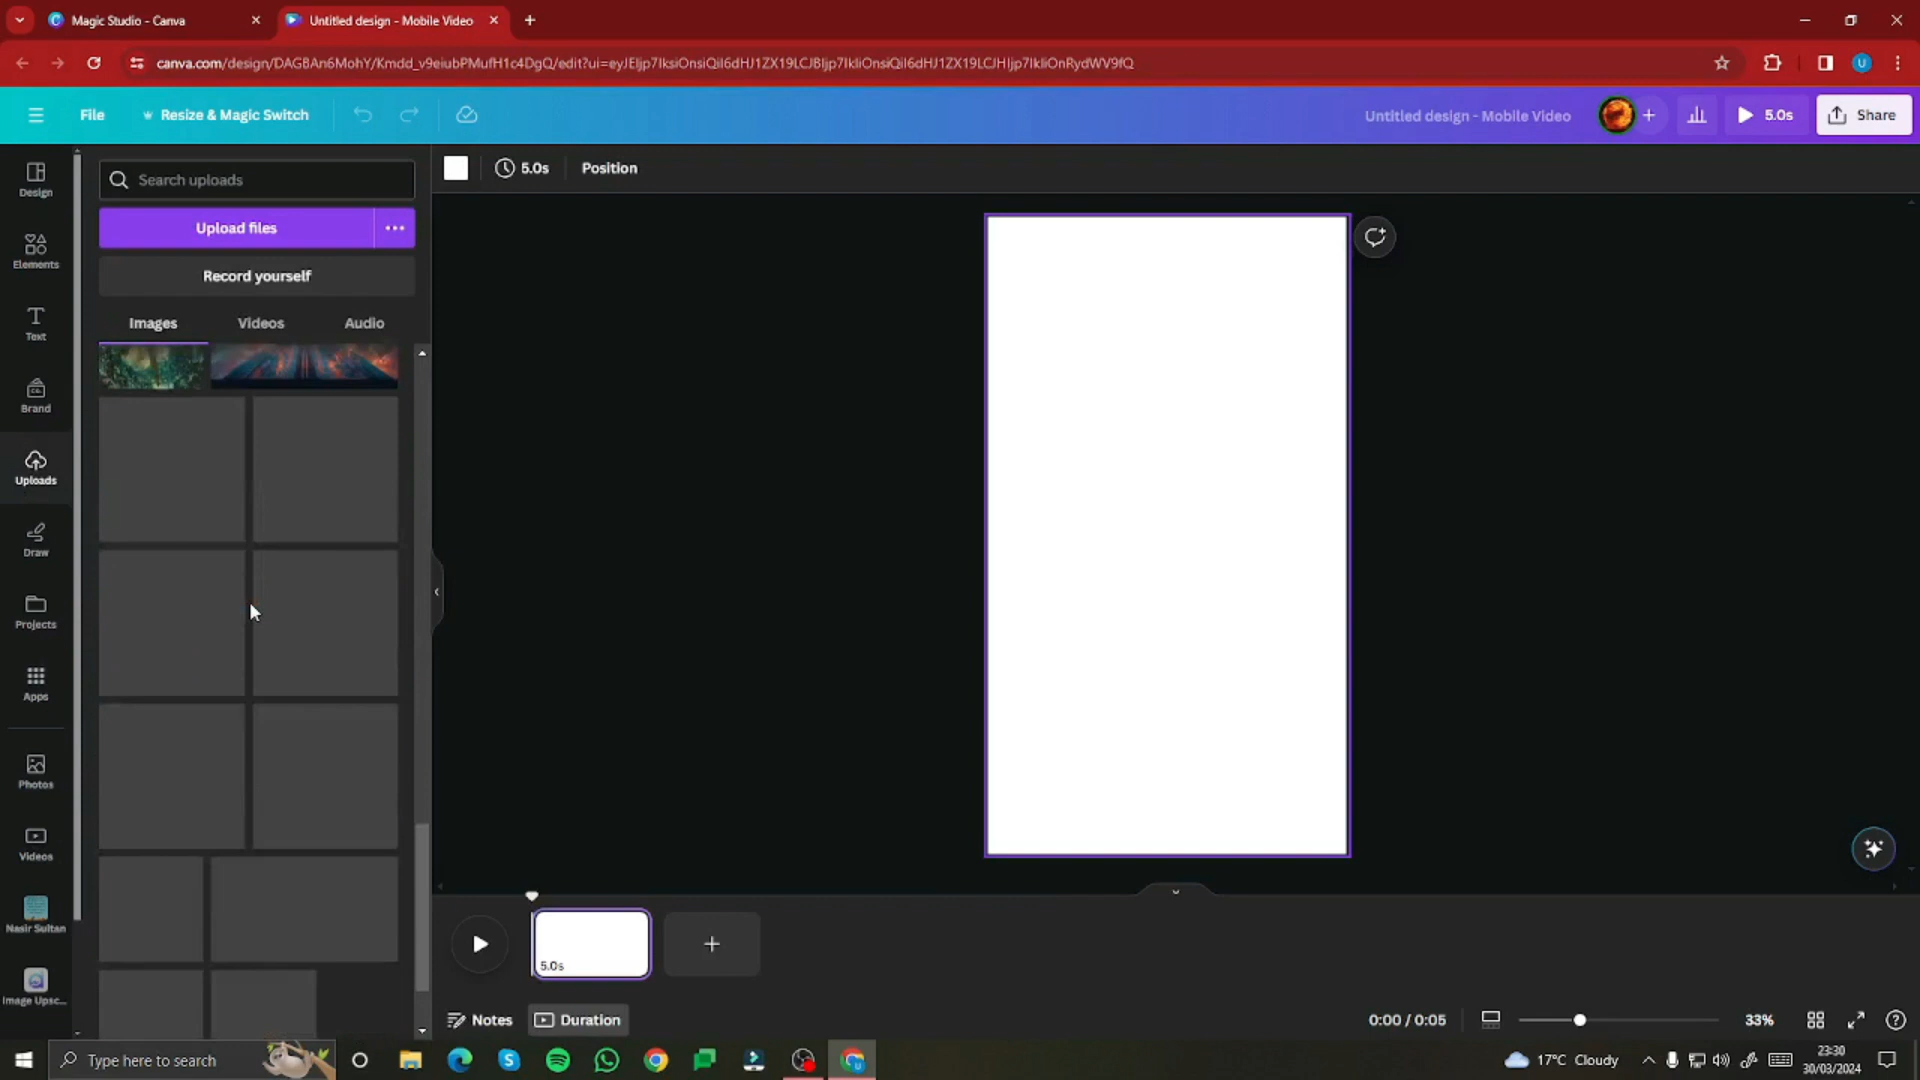 Magic Studio - Canva
Untitled design - Mobile Video
canva.com/design/DAGBAn6MohY/Kmdd_v9eiubPMufH1c4DgQ/edit?ui=eyJEIjp7IksiOnsiQiI6dHJ1ZX19LCJBIjp7IkIiOnsiQiI6dHJ1ZX19LCJHIjp7IkIiOnRydWV9fQ
U
File
Resize & Magic Switch
Untitled design - Mobile Video
5.0s
Share
Design
Elements
Text
Brand
Uploads
Draw
Projects
Apps
Photos
Videos
Nasir Sultan
Image Upsc...
Search uploads
Upload files
Record yourself
Images
Videos
Audio
5.0s
Position
5.0s
Notes
Duration
0:00 / 0:05
33%
Type here to search
17°C Cloudy
23:30
30/03/2024